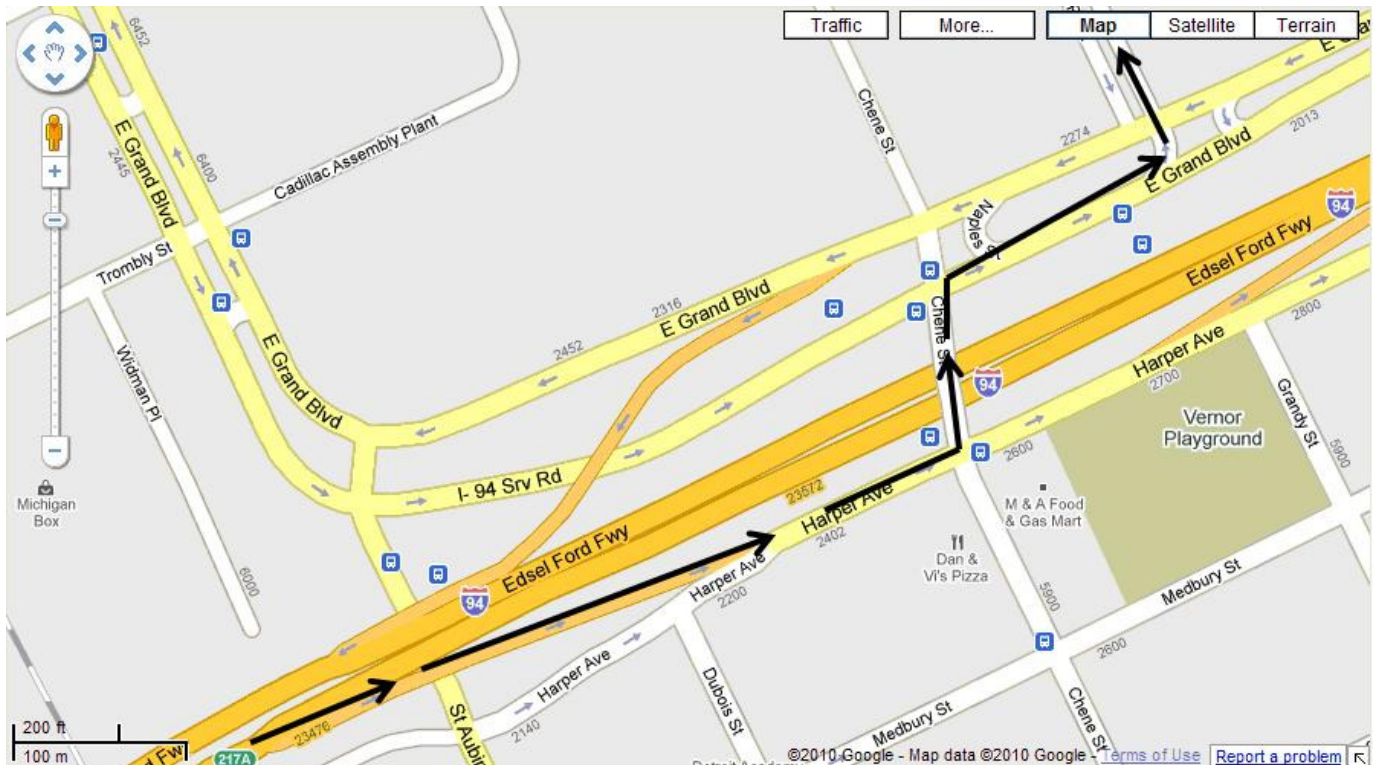 Traffic
More...
Map
Satellite
Terrain
6452
E Gra
E Grand Blvd
2445
6400
Cadillac Assembly Plant
Chene St
2274
2013
E Grand Blvd
94
Trombly St
Naples St
Edsel Ford Fwy
2316
E Grand Blvd
2452
Chene St
2800
E Grand Blvd
Harper Ave
2700
94
Widman Pl
Vernor
Playground
Grandy St
5900
2600
I- 94 Srv Rd
Michigan
Box
23572
Harper Ave
2402
M & A Food
& Gas Mart
Dan &
Vi's Pizza
Edsel Ford Fwy
6000
94
Harper Ave
2200
5900
Medbury St
2600
Harper Ave
Dubois St
Chene St
200 ft
100 m
23476
2140
St Aubin
Medbury St
d Fwy
217A
Detroit Academy
©2010 Google - Map data ©2010 Google - Terms of Use
Report a problem